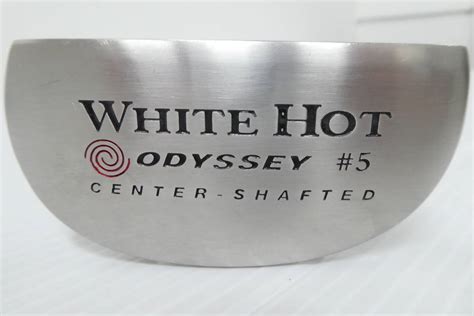 WHITE HOT
ODYSSEY #5
CENTER-SHAFTED